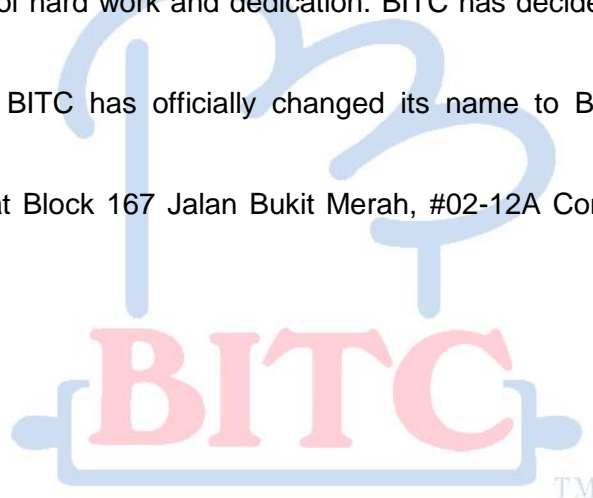 of hard work and dedication. BITC has decide
BITC has officially changed its name to B
at Block 167 Jalan Bukit Merah, #02-12A Co
BITC
TM